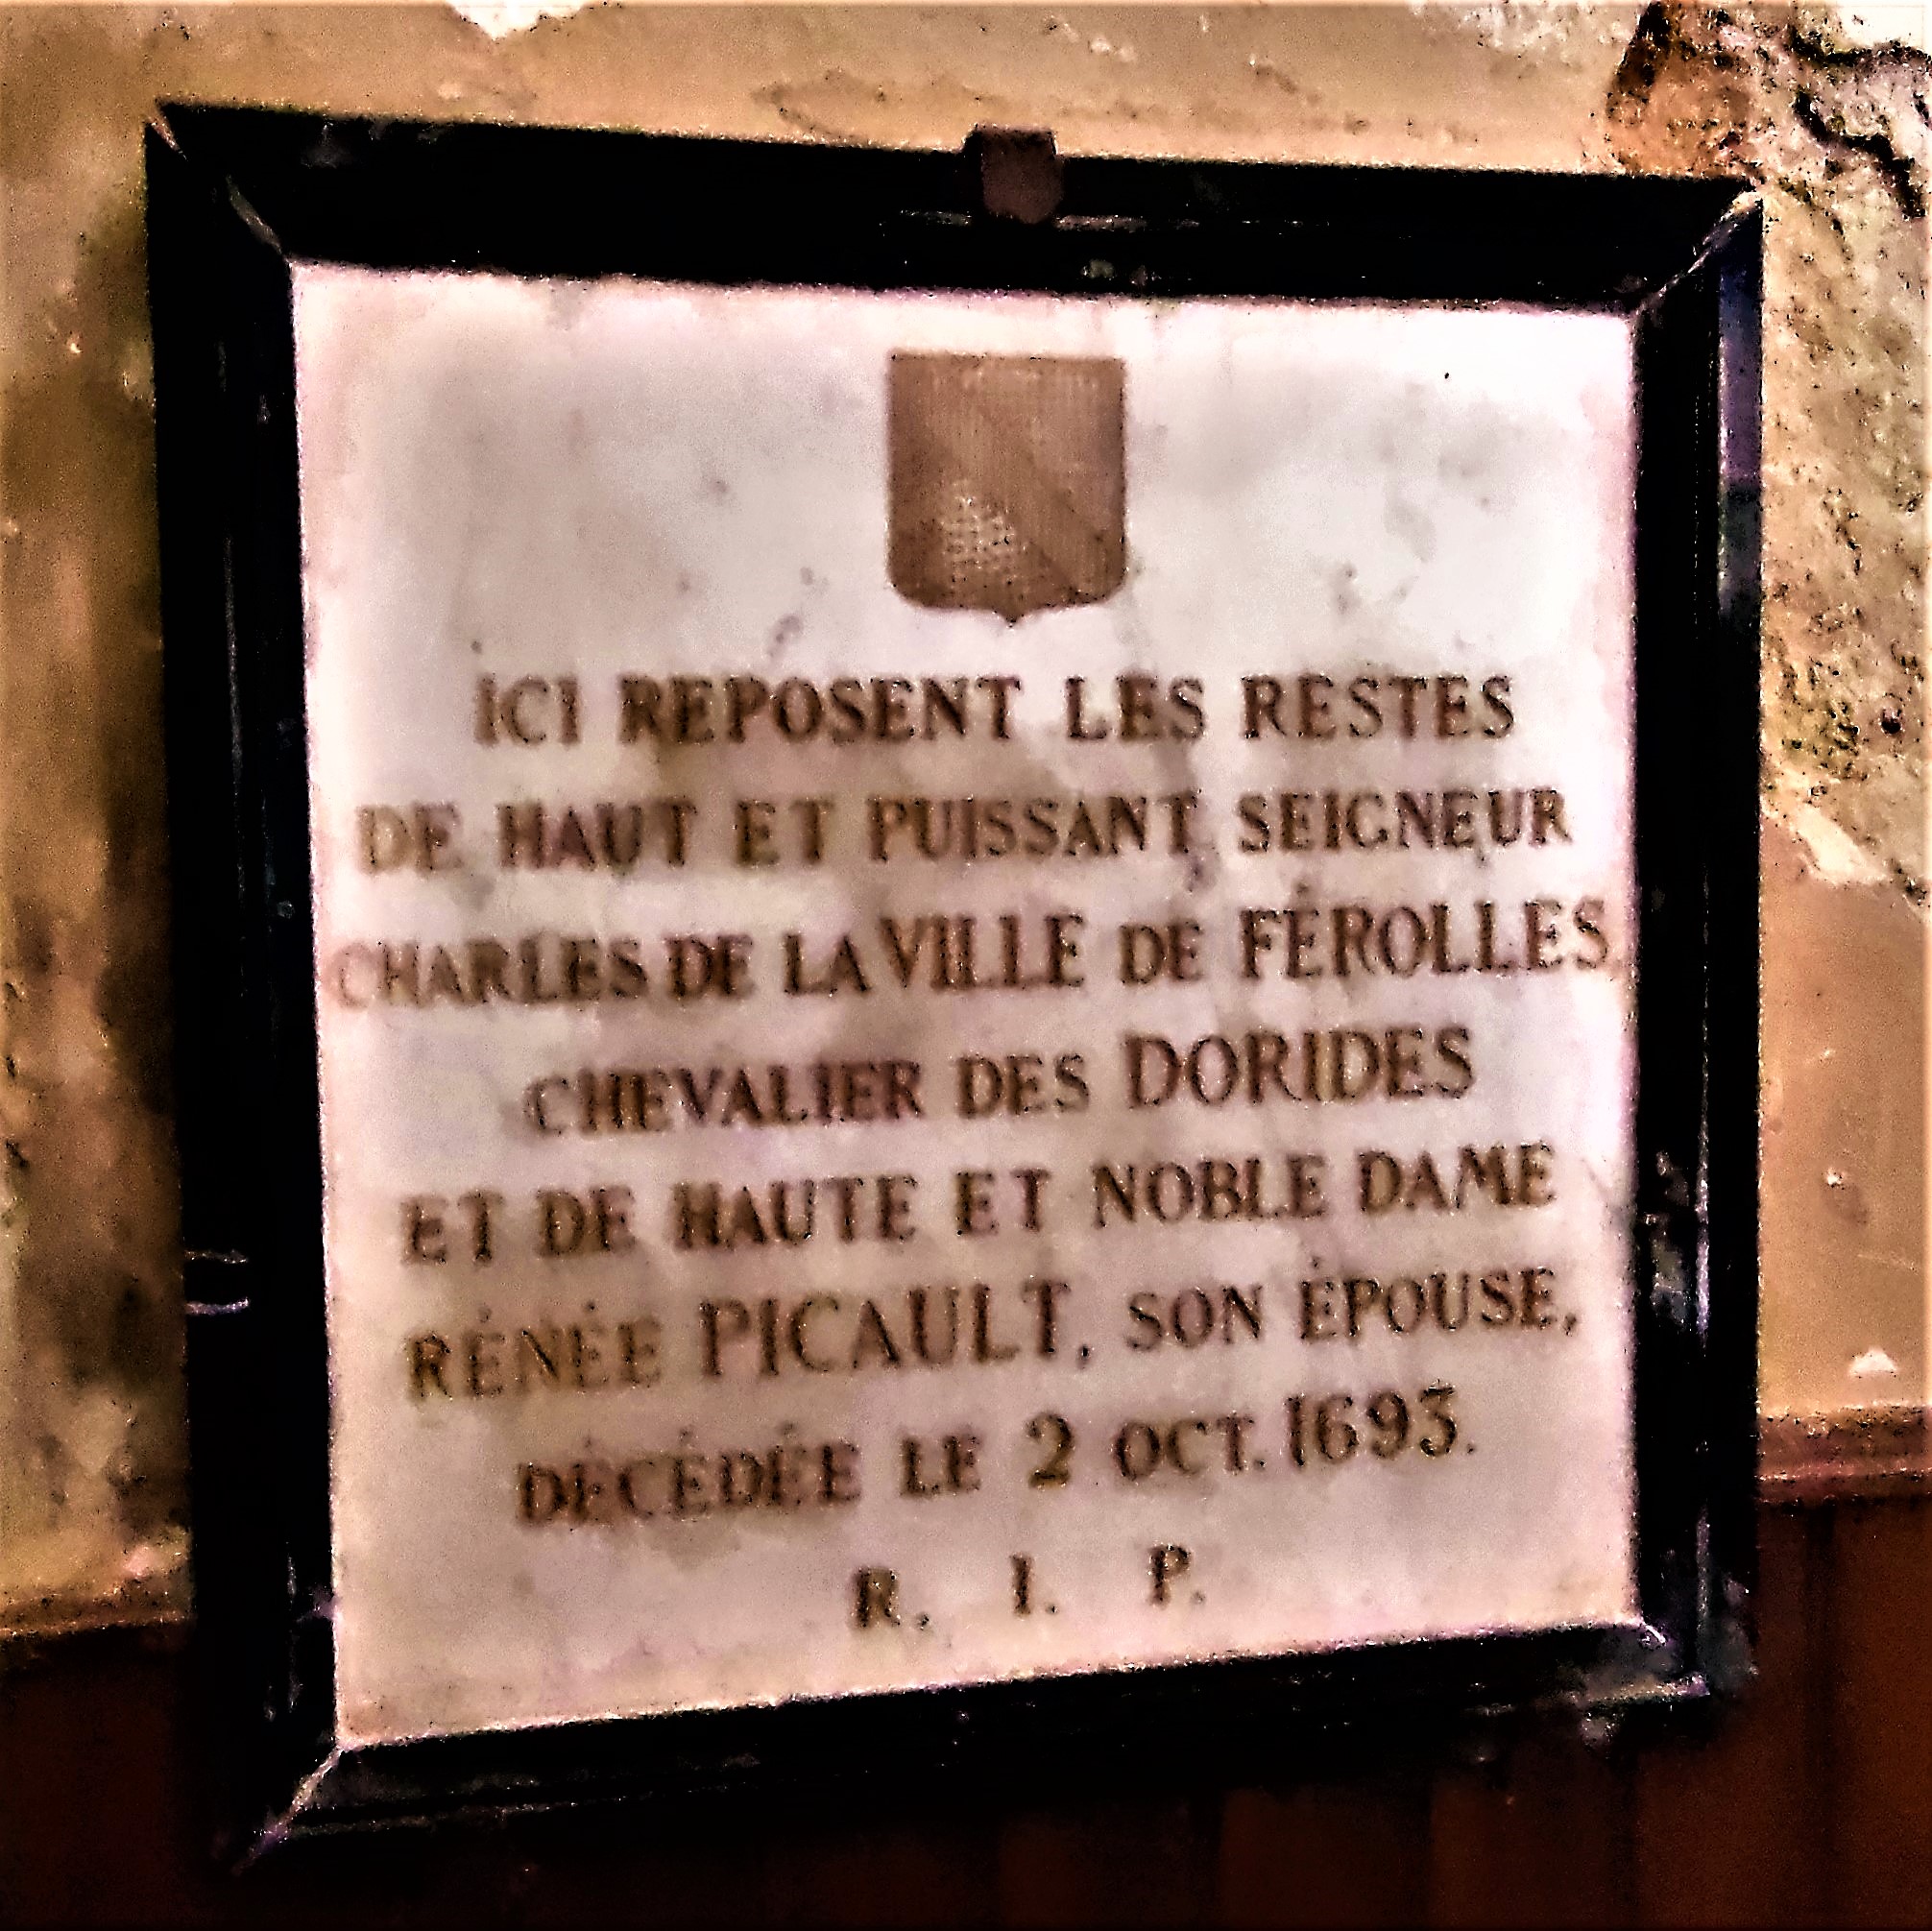 ICI REPOSENT LES RESTES
DE HAUT ET PUISSANT SEIGNEUR
CHARLES DE LA VILLE DE FÉROLLES
CHEVALIER DES DORIDES
ET DE HAUTE ET NOBLE DAME
RÉNÉE PICAULT, SON ÉPOUSE,
DÉCÉDÉE LE 2 OCT. 1693.
R. I. P.